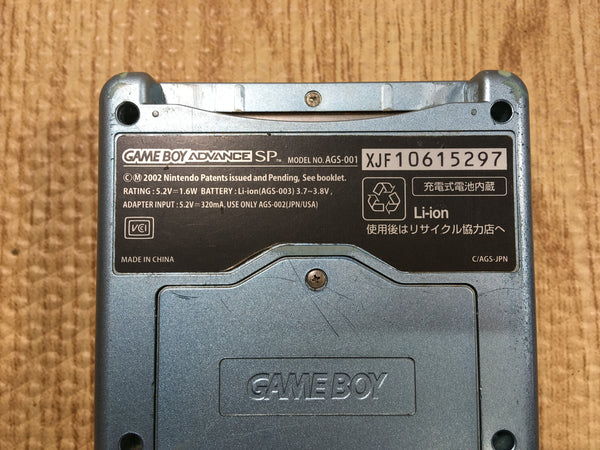 GAME BOY ADVANCE SP™ MODEL NO. AGS-001 XJF10615297
©Ⓜ 2002 Nintendo Patents issued and Pending, See booklet.
RATING : 5.2V⎓1.6W BATTERY : Li-ion(AGS-003) 3.7~3.8V,
ADAPTER INPUT : 5.2V⎓320mA, USE ONLY AGS-002(JPN/USA)
充電式電池内蔵
Li-ion
使用後はリサイクル協力店へ
VCI
MADE IN CHINA
C/AGS-JPN
GAME BOY